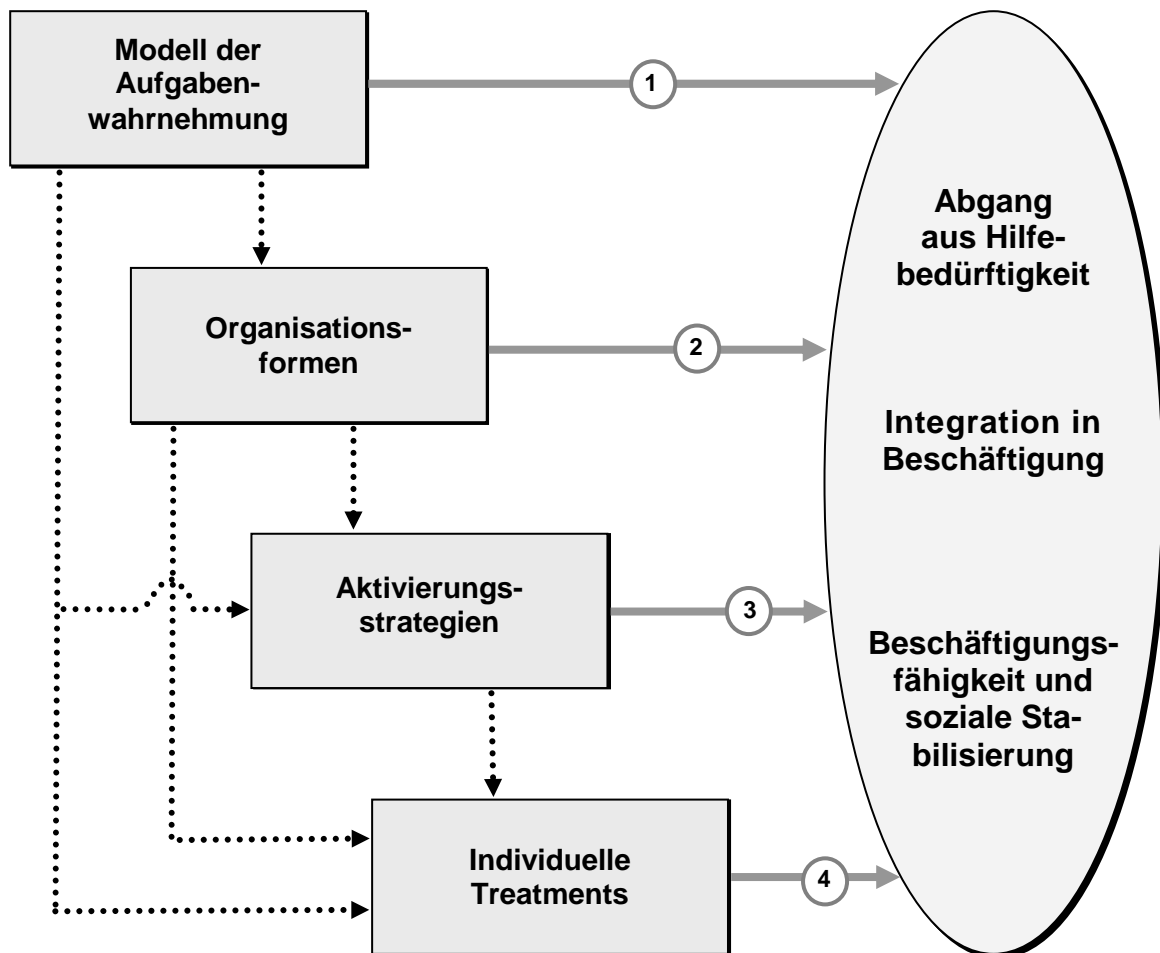 Modell der
Aufgaben-
wahrnehmung
1
Abgang
aus Hilfe-
bedürftigkeit
Organisations-
formen
2
Integration in
Beschäftigung
Aktivierungs-
strategien
3
Beschäftigungs-
fähigkeit und
soziale Sta-
bilisierung
Individuelle
Treatments
4